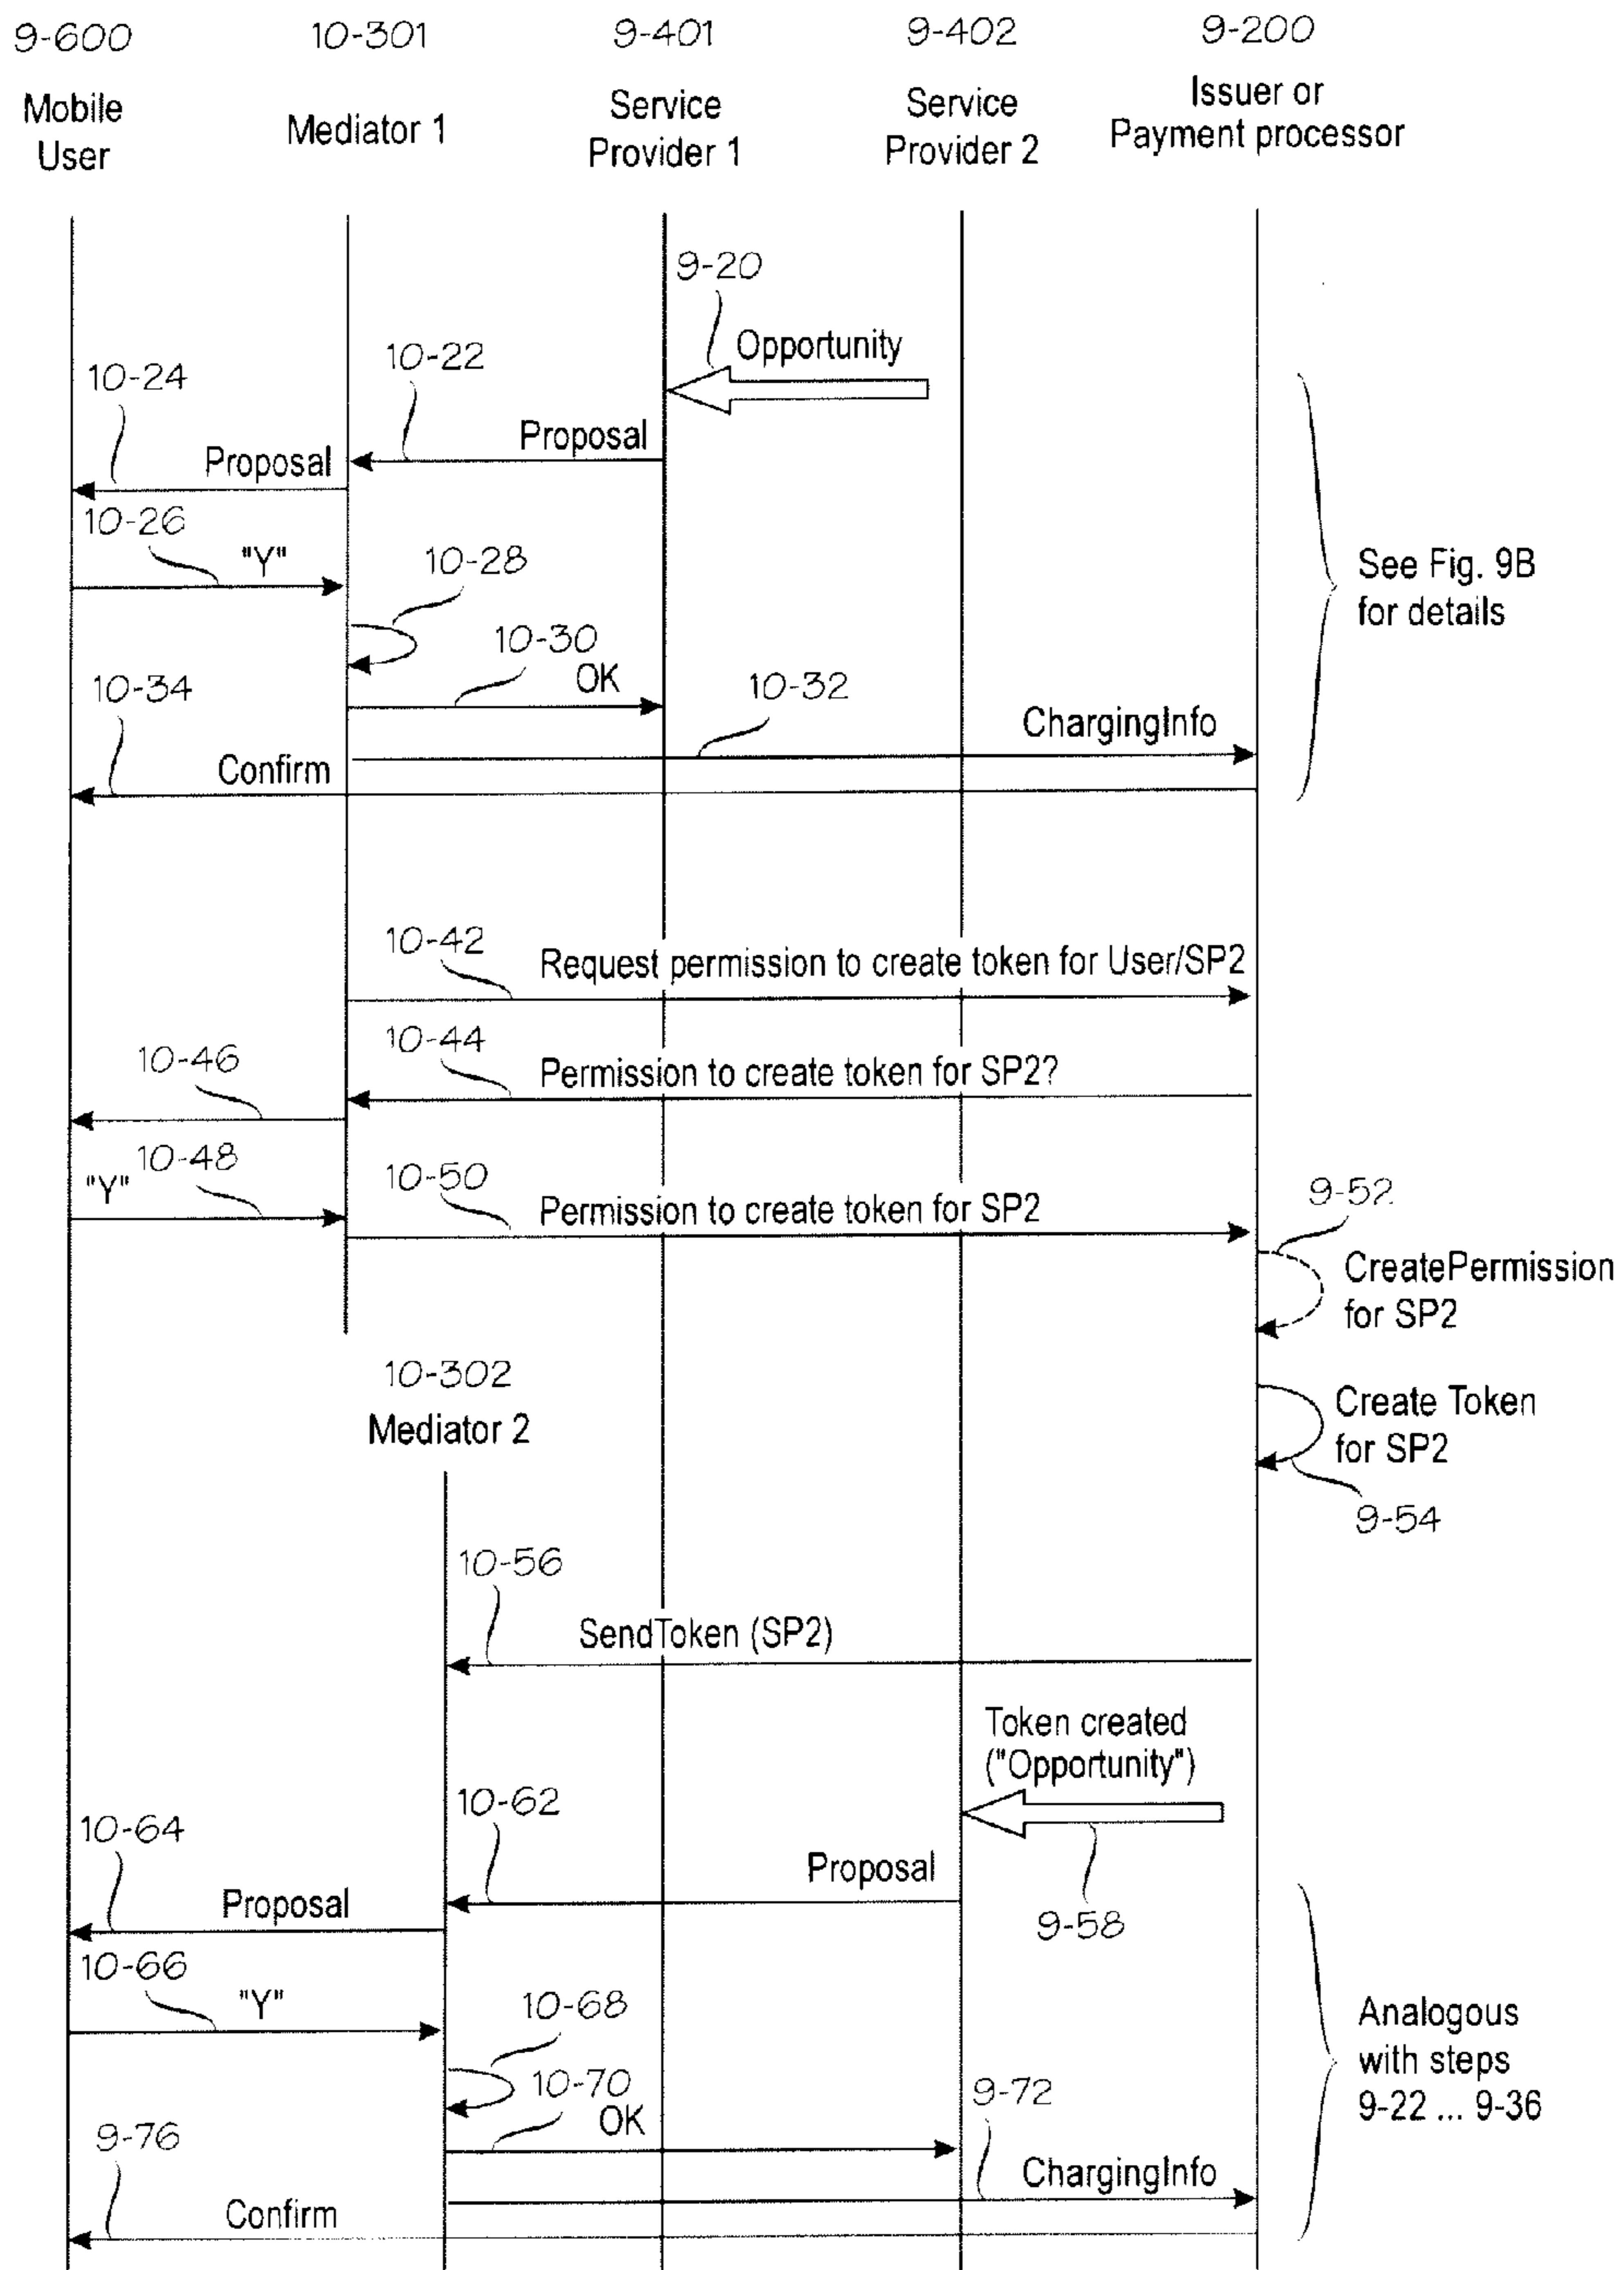 9-600 10-301 9-401 9-402 9-200
Mobile
User
Mediator 1
Service
Provider 1
Service
Provider 2
Issuer or
Payment processor
9-20
Opportunity
10-22
10-24
Proposal
Proposal
10-26
"Y"
10-28
See Fig. 9B
for details
10-30
OK
10-32
10-34
ChargingInfo
Confirm
10-42
Request permission to create token for User/SP2
10-44
10-46
Permission to create token for SP2?
10-48
"Y"
10-50
Permission to create token for SP2
9-52
CreatePermission
for SP2
10-302
Mediator 2
Create Token
for SP2
9-54
10-56
SendToken (SP2)
Token created
("Opportunity")
10-62
10-64
Proposal
Proposal
9-58
10-66
"Y"
10-68
Analogous
with steps
9-22 ... 9-36
10-70
OK
9-72
9-76
ChargingInfo
Confirm